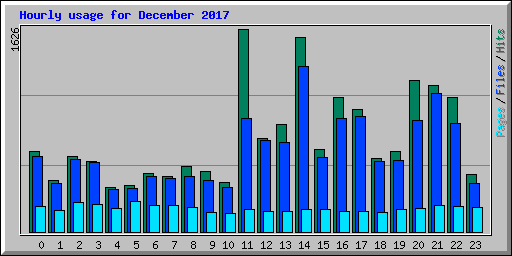 Hourly usage for December 2017
1626
Pages/Files/Hits
0 1 2 3 4 5 6 7 8 9 10 11 12 13 14 15 16 17 18 19 20 21 22 23